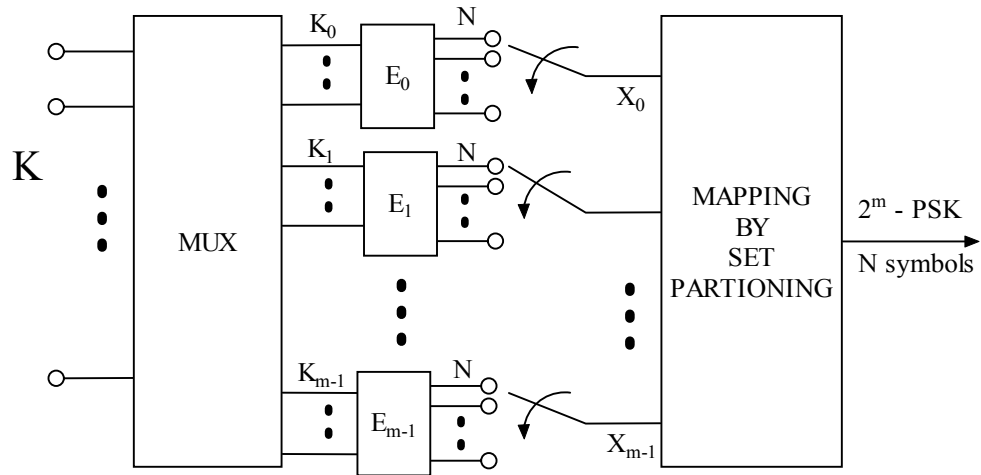 K
MUX
K₀
E₀
N
X₀
K₁
E₁
N
Kₘ₋₁
Eₘ₋₁
N
Xₘ₋₁
MAPPING
BY
SET
PARTIONING
2ᵐ - PSK
N symbols